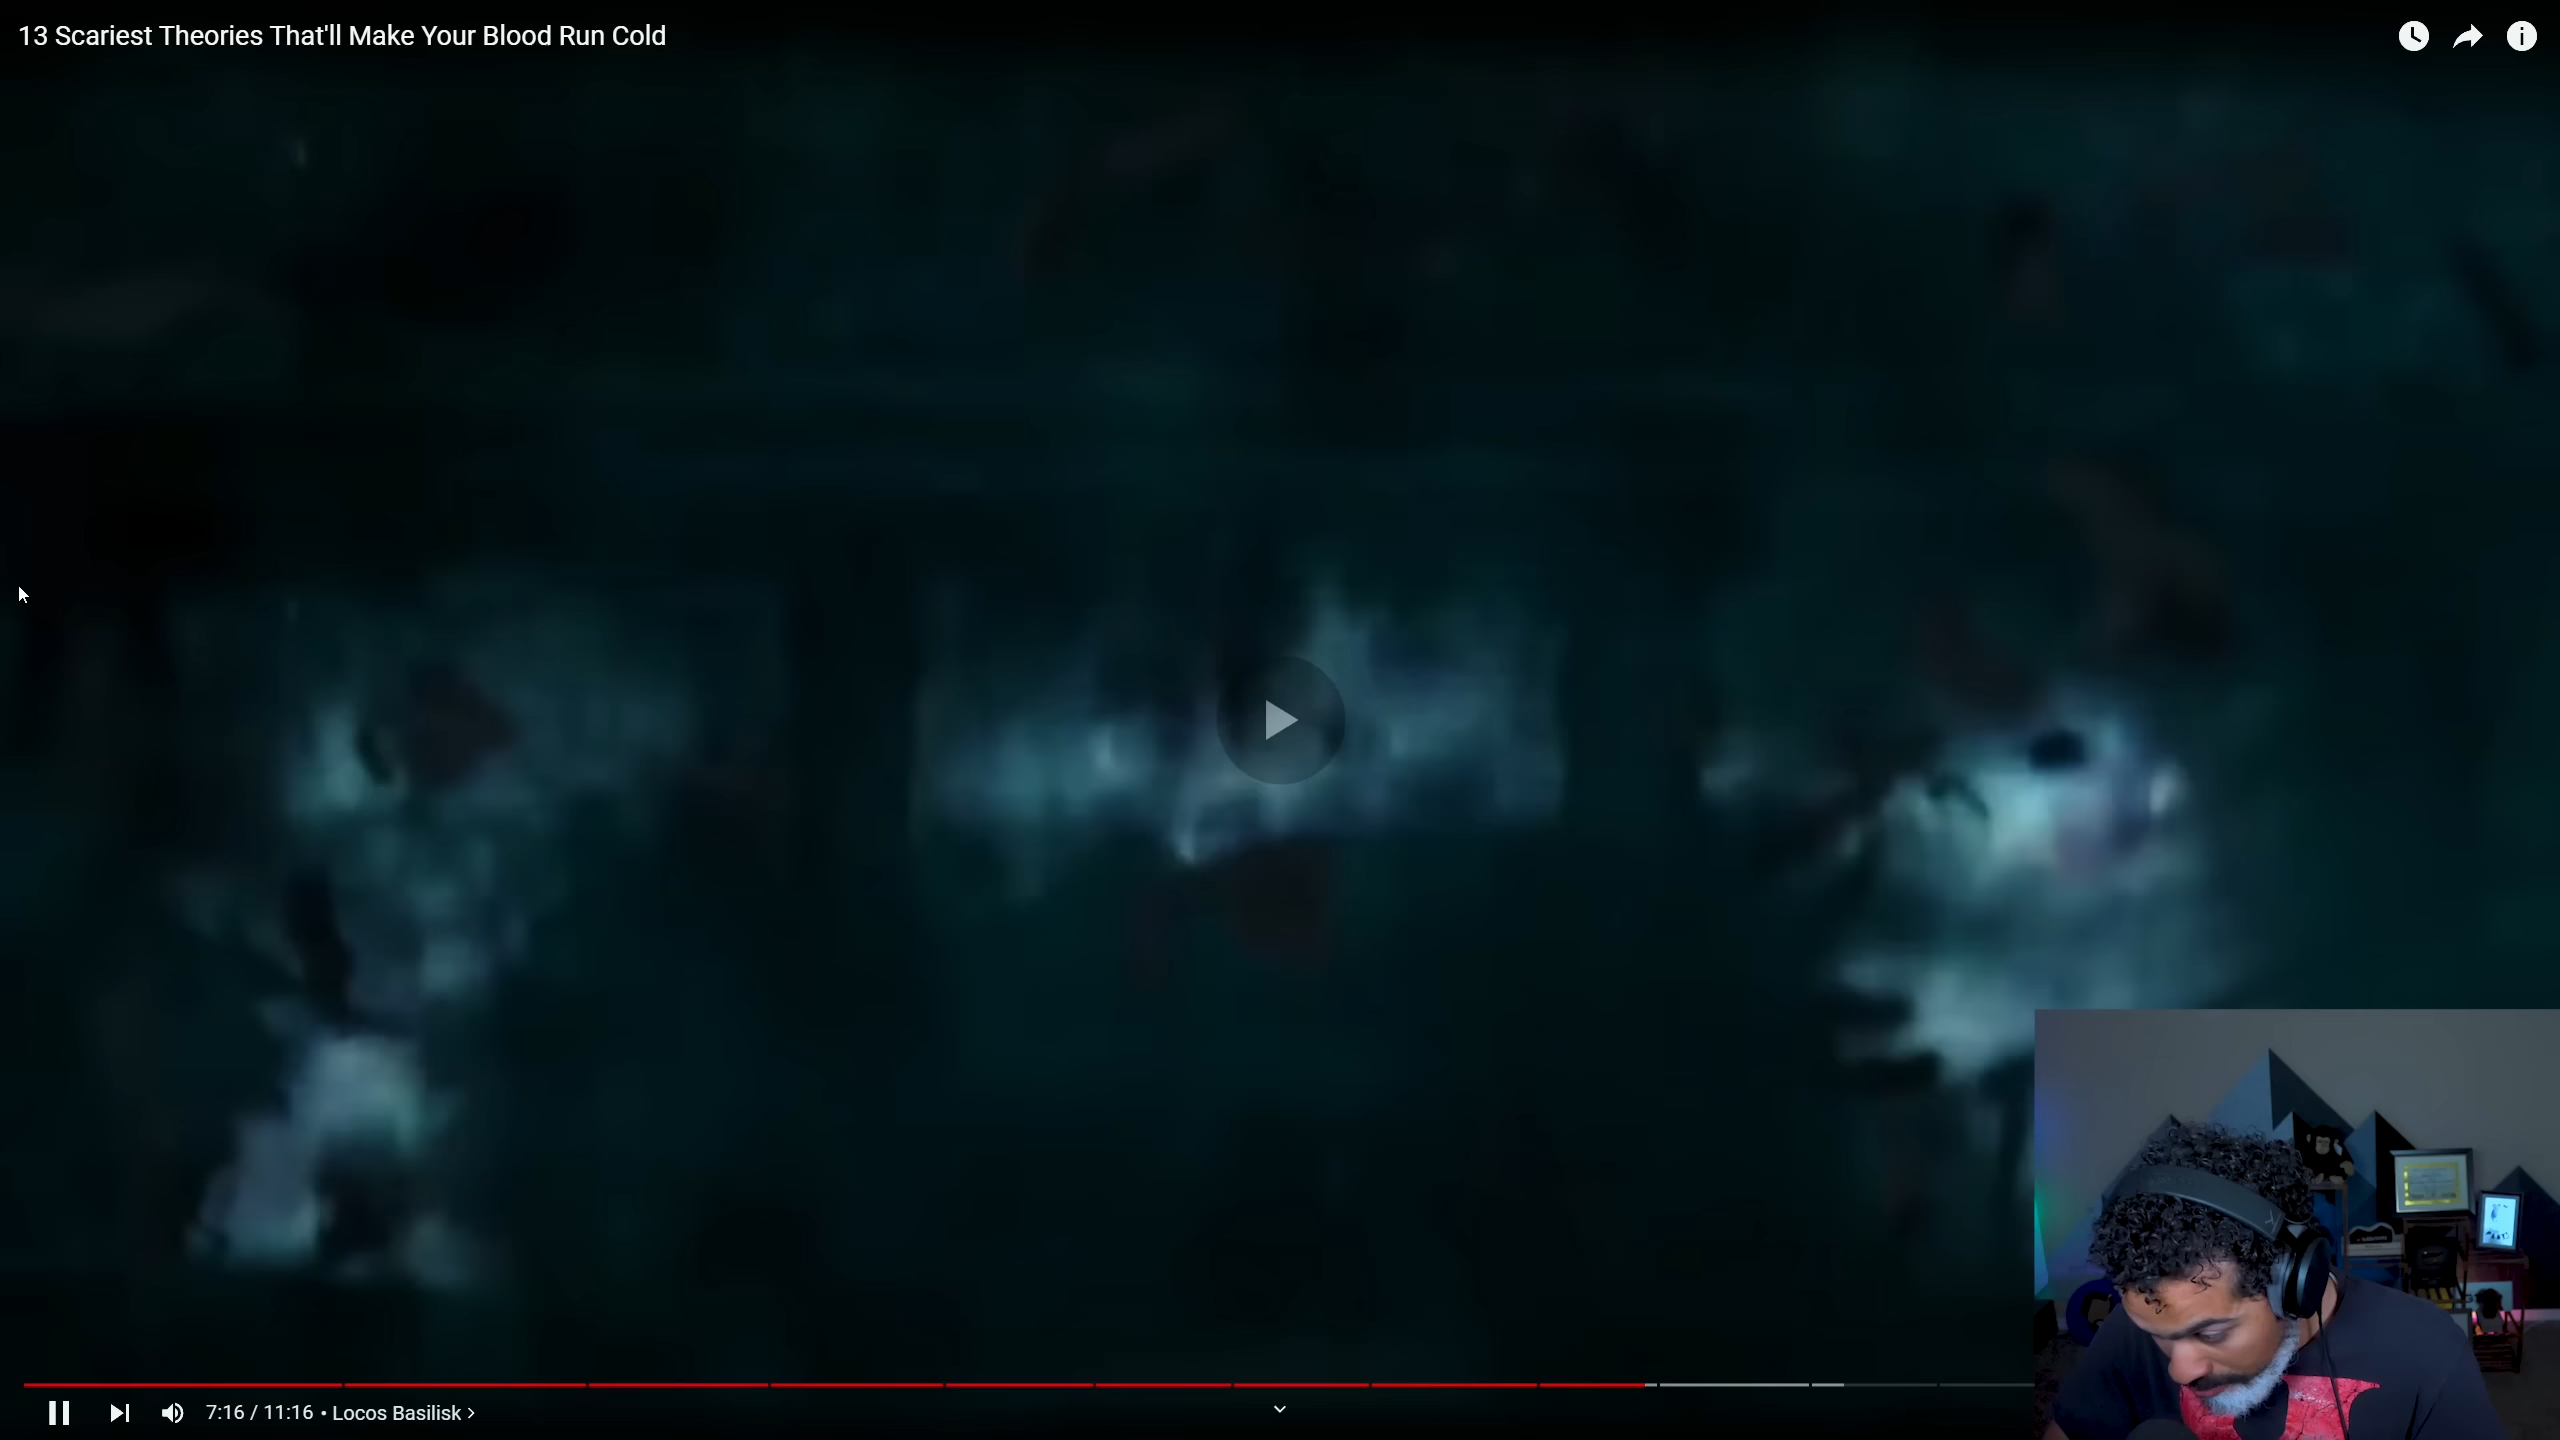 13 Scariest Theories That'll Make Your Blood Run Cold
7:16 / 11:16 • Locos Basilisk >